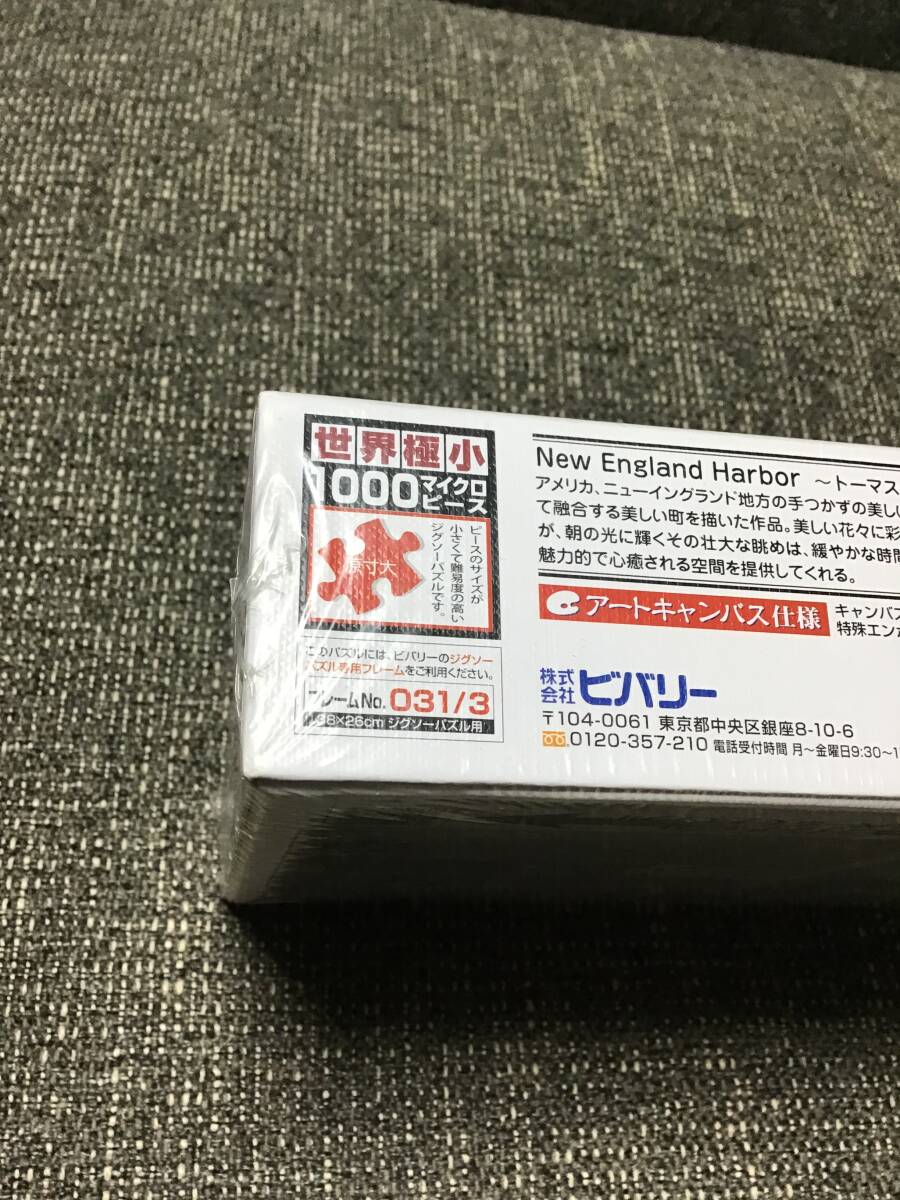 世界極小
1000マイクロピース
原寸大
ピースのサイズが
小さくて難易度の高い
ジグソーパズルです。
このパズルには、ビバリーのジグソー
パズル専用フレームをご利用ください。
フレームNo. 031/3
38×26cm ジグソーパズル用
New England Harbor ～トーマス
アメリカ、ニューイングランド地方の手つかずの美しい
て融合する美しい町を描いた作品。美しい花々に彩
が、朝の光に輝くその壮大な眺めは、緩やかな時間
魅力的で心癒される空間を提供してくれる。
アートキャンバス仕様
キャンバス
特殊エン
株式会社 ビバリー
〒104-0061 東京都中央区銀座8-10-6
0120-357-210 電話受付時間 月～金曜日9:30～1